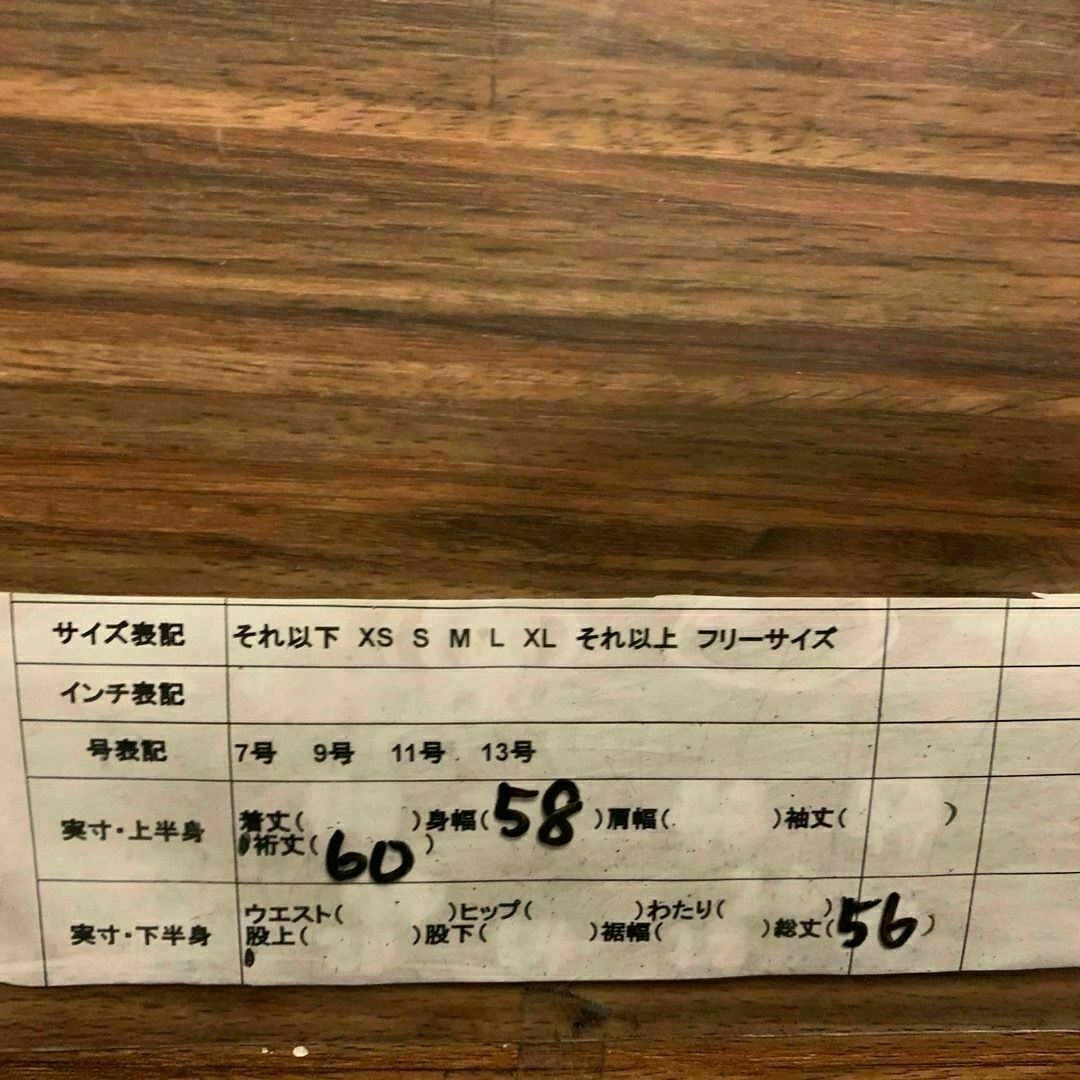 サイズ表記 それ以下 XS S M L XL それ以上 フリーサイズ
インチ表記
号表記 7号 9号 11号 13号
実寸・上半身 着丈( )身幅(58)肩幅( )袖丈( )
裄丈(60)
実寸・下半身 ウエスト( )ヒップ( )わたり( )
股上( )股下( )裾幅( )総丈(56)